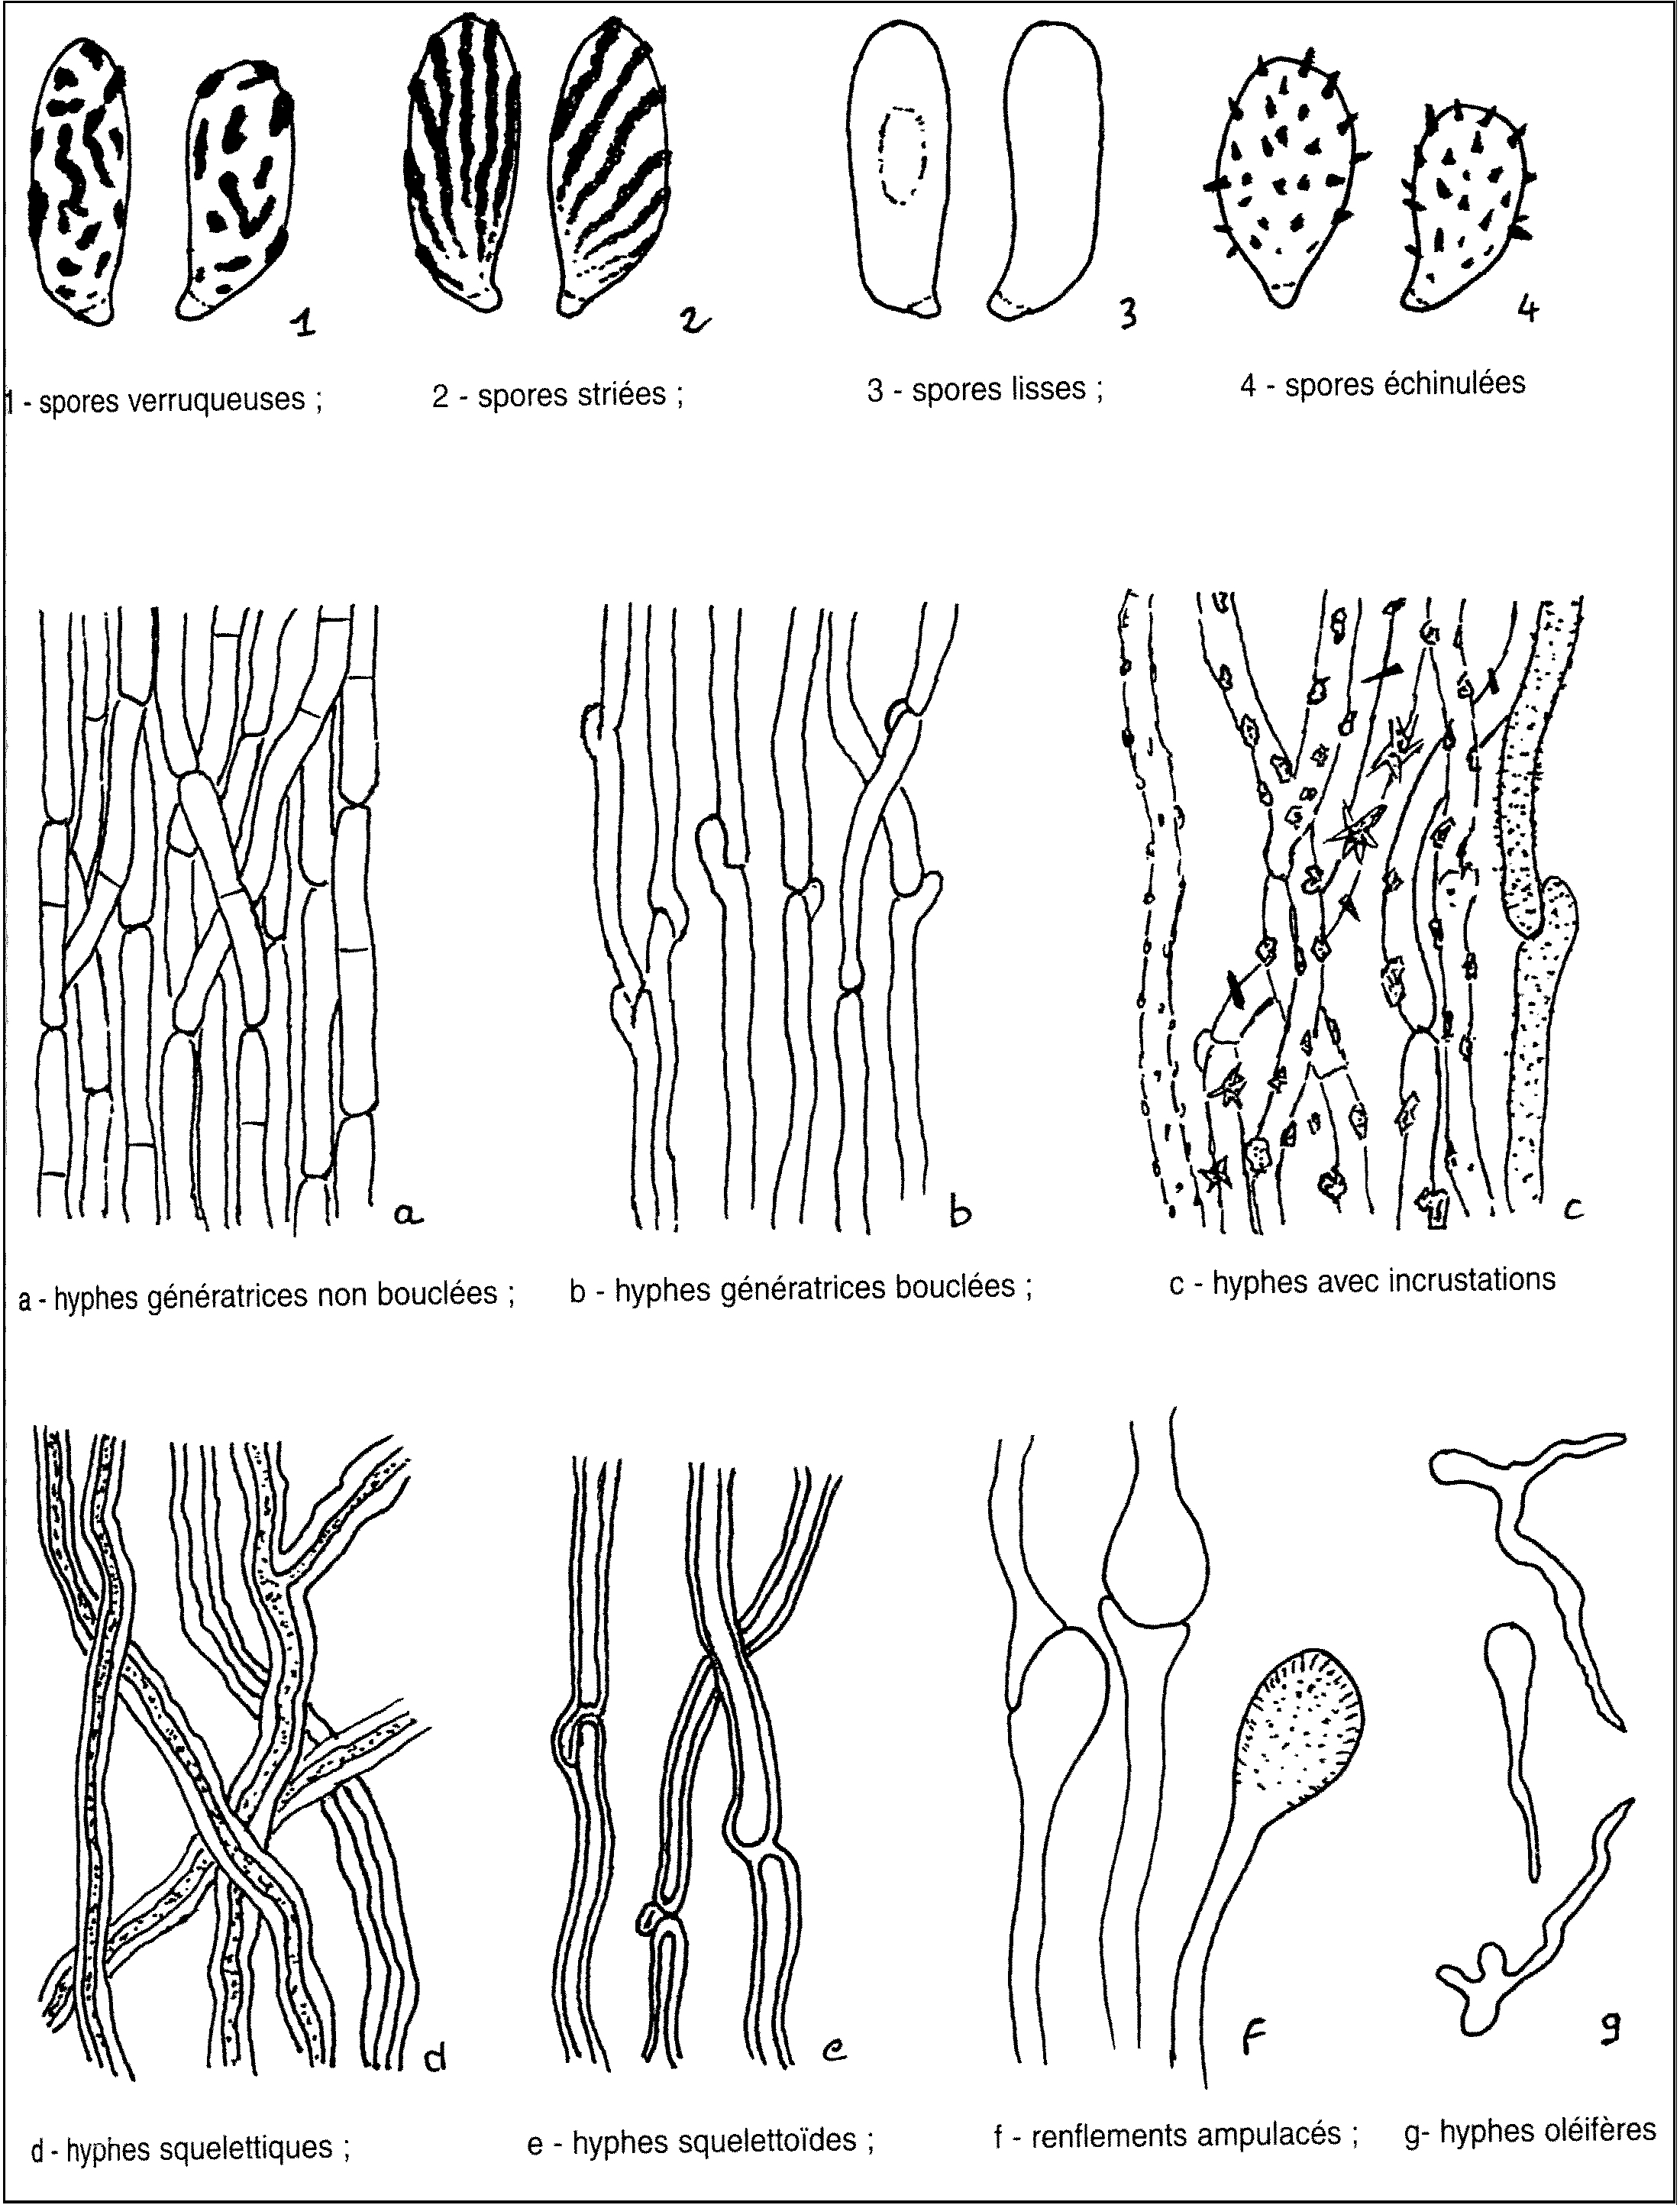 1 2 3 4
1 - spores verruqueuses ; 2 - spores striées ; 3 - spores lisses ; 4 - spores échinulées
a b c
a - hyphes génératrices non bouclées ; b - hyphes génératrices bouclées ; c - hyphes avec incrustations
d e f g
d - hyphes squelettiques ; e - hyphes squelettoïdes ; f - renflements ampulacés ; g- hyphes oléifères